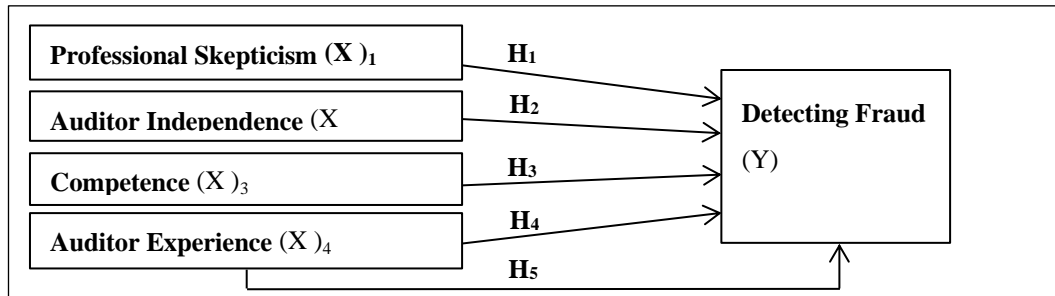 Professional Skepticism (X )₁
H₁
Auditor Independence (X
H₂
Competence (X )₃
H₃
Auditor Experience (X )₄
H₄
H₅
Detecting Fraud
(Y)